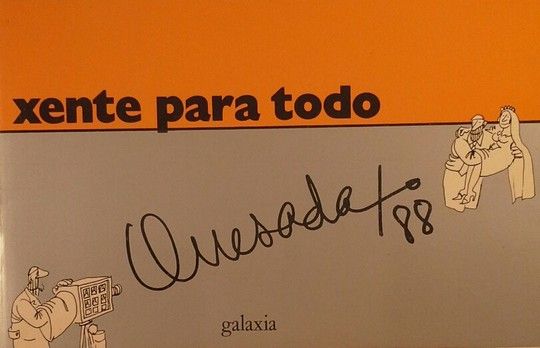 xente para todo
Quesada
88
galaxia